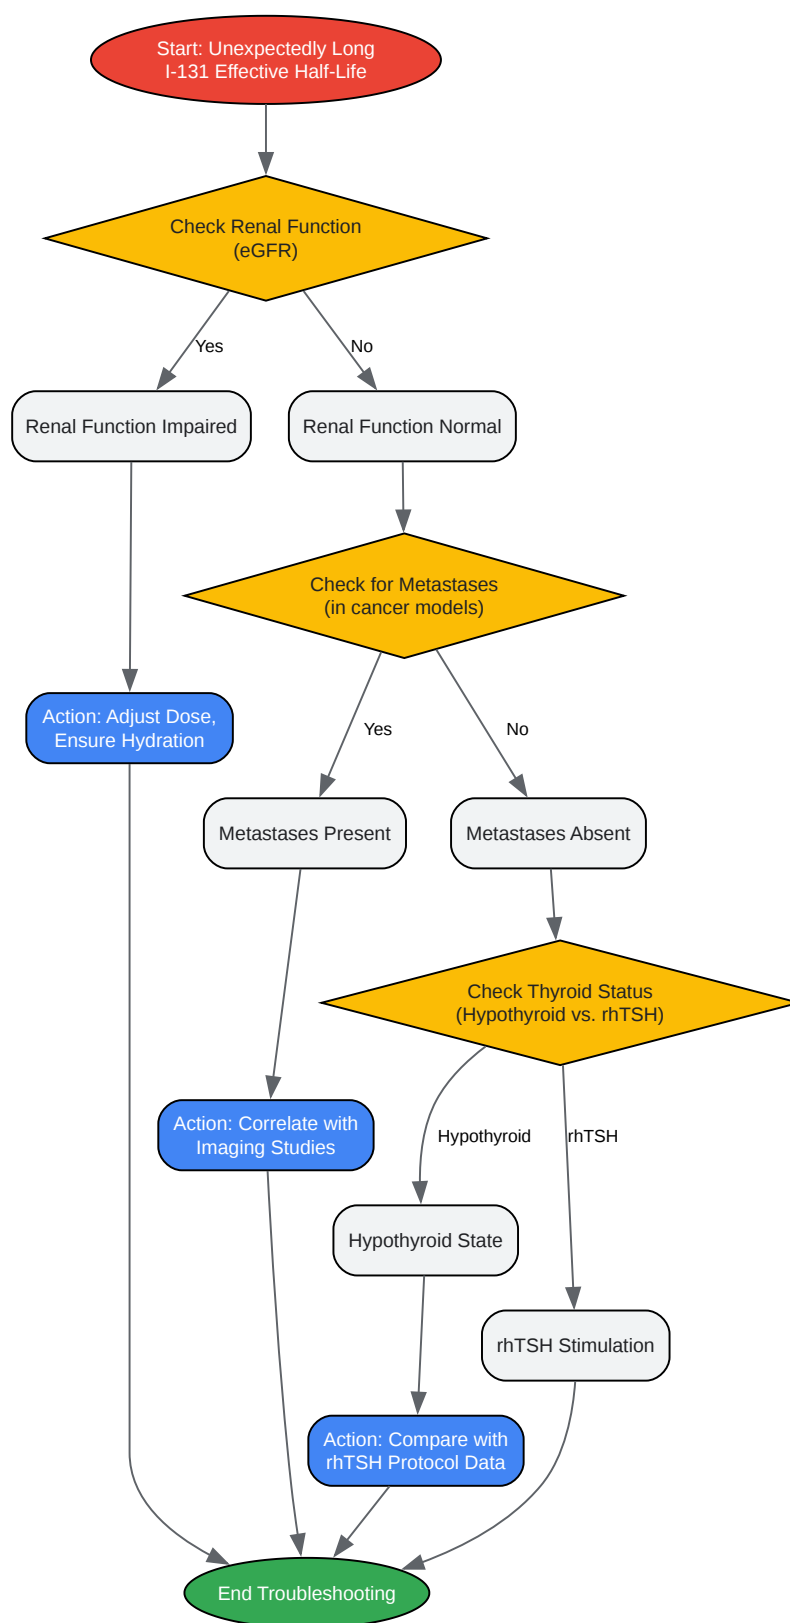 Start: Unexpectedly Long
I-131 Effective Half-Life
Check Renal Function
(eGFR)
Yes
No
Renal Function Impaired
Renal Function Normal
Check for Metastases
(in cancer models)
Action: Adjust Dose,
Ensure Hydration
Yes
No
Metastases Present
Metastases Absent
Check Thyroid Status
(Hypothyroid vs. rhTSH)
Action: Correlate with
Imaging Studies
Hypothyroid
rhTSH
Hypothyroid State
rhTSH Stimulation
Action: Compare with
rhTSH Protocol Data
End Troubleshooting